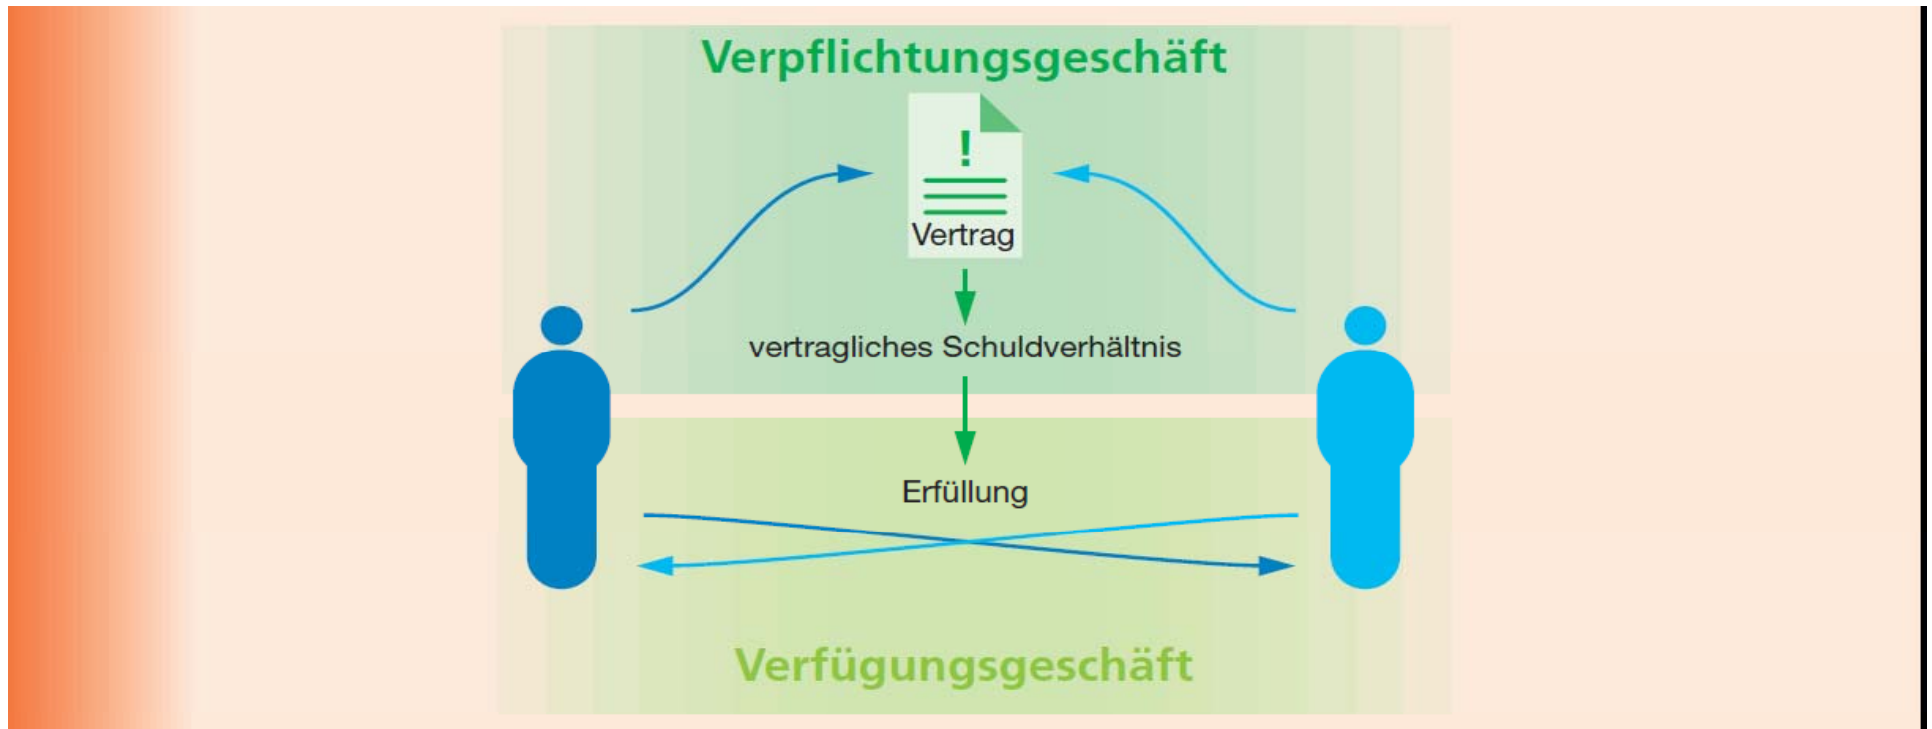 Verpflichtungsgeschäft
!
Vertrag
vertragliches Schuldverhältnis
Erfüllung
Verfügungsgeschäft